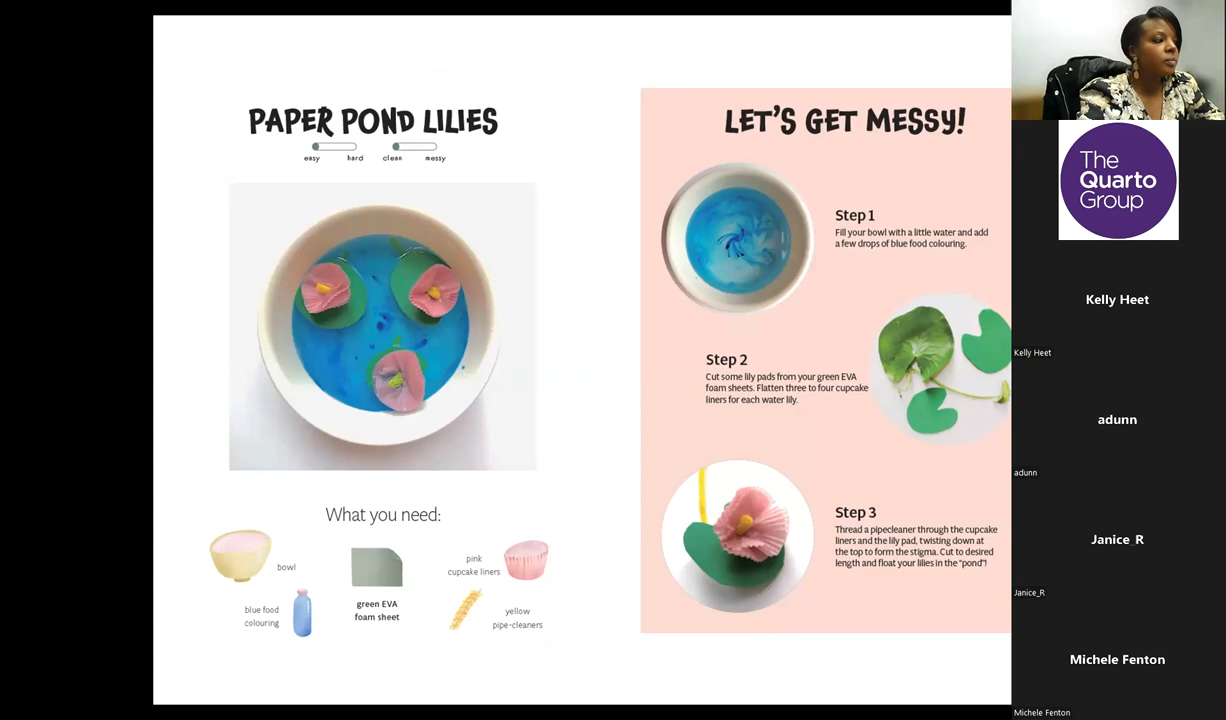 PAPER POND LILIES
easy hard clean messy
What you need:
bowl
blue food
colouring
green EVA
foam sheet
pink
cupcake liners
yellow
pipe-cleaners
LET'S GET MESSY!
Step 1
Fill your bowl with a little water and add
a few drops of blue food colouring.
Step 2
Cut some lily pads from your green EVA
foam sheets. Flatten three to four cupcake
liners for each water lily.
Step 3
Thread a pipecleaner through the cupcake
liners and the lily pad, twisting down at
the top to form the stigma. Cut to desired
length and float your lilies in the "pond"!
The
Quarto
Group
Kelly Heet
Kelly Heet
adunn
adunn
Janice_R
Janice_R
Michele Fenton
Michele Fenton